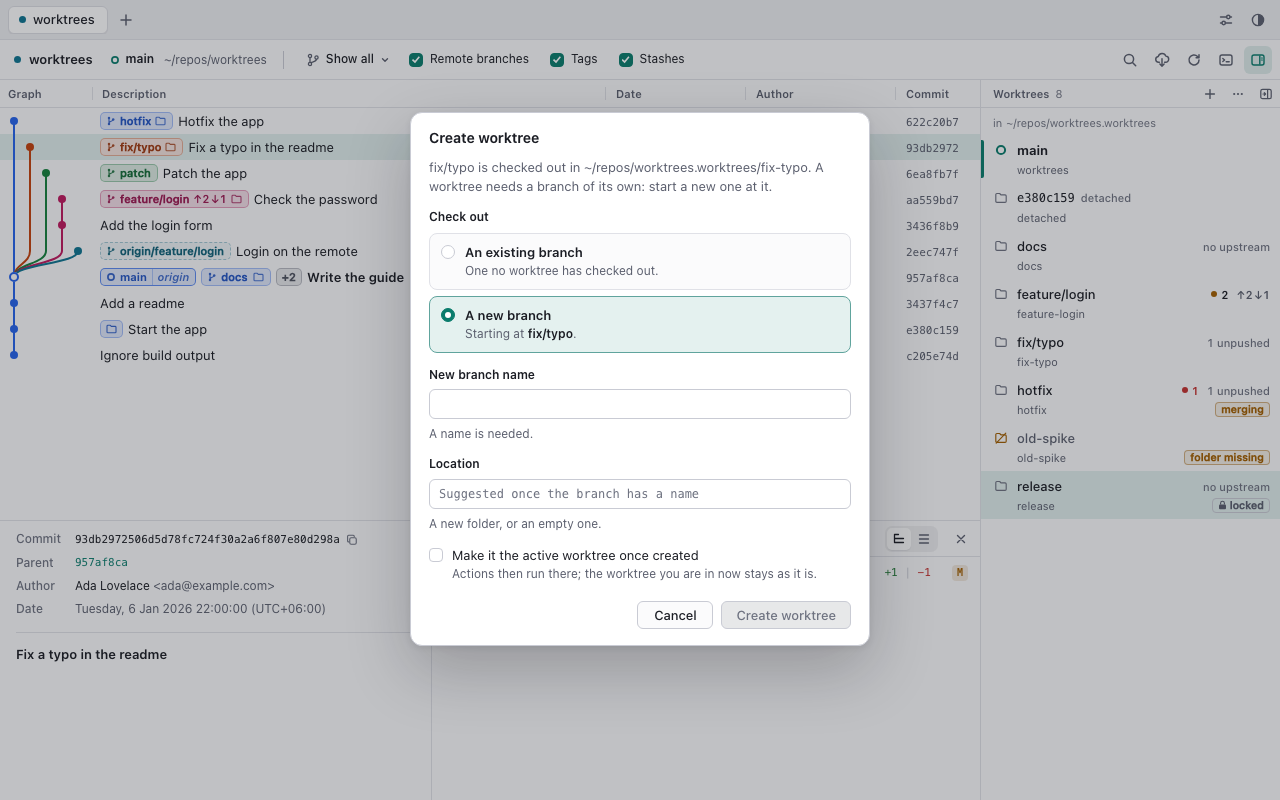 worktrees
worktrees main ~/repos/worktrees Show all Remote branches Tags Stashes
Graph Description Date Author Commit
hotfix Hotfix the app 622c20b7
fix/typo Fix a typo in the readme 93db2972
patch Patch the app 6ea8fb7f
feature/login ↑2↓1 Check the password aa559bd7
Add the login form 3436f8b9
origin/feature/login Login on the remote 2eec747f
main origin docs +2 Write the guide 957af8ca
Add a readme 3437f4c7
Start the app e380c159
Ignore build output c205e74d
Worktrees 8
in ~/repos/worktrees.worktrees
main
worktrees
e380c159 detached
detached
docs no upstream
docs
feature/login 2 ↑2↓1
feature-login
fix/typo 1 unpushed
fix-typo
hotfix 1 1 unpushed
hotfix merging
old-spike
old-spike folder missing
release no upstream
release locked
Create worktree
fix/typo is checked out in ~/repos/worktrees.worktrees/fix-typo. A
worktree needs a branch of its own: start a new one at it.
Check out
An existing branch
One no worktree has checked out.
A new branch
Starting at fix/typo.
New branch name
A name is needed.
Location
Suggested once the branch has a name
A new folder, or an empty one.
Make it the active worktree once created
Actions then run there; the worktree you are in now stays as it is.
Cancel Create worktree
Commit 93db2972506d5d78fc724f30a2a6f807e80d298a
Parent 957af8ca
Author Ada Lovelace <ada@example.com>
Date Tuesday, 6 Jan 2026 22:00:00 (UTC+06:00)
Fix a typo in the readme
+1 −1 M